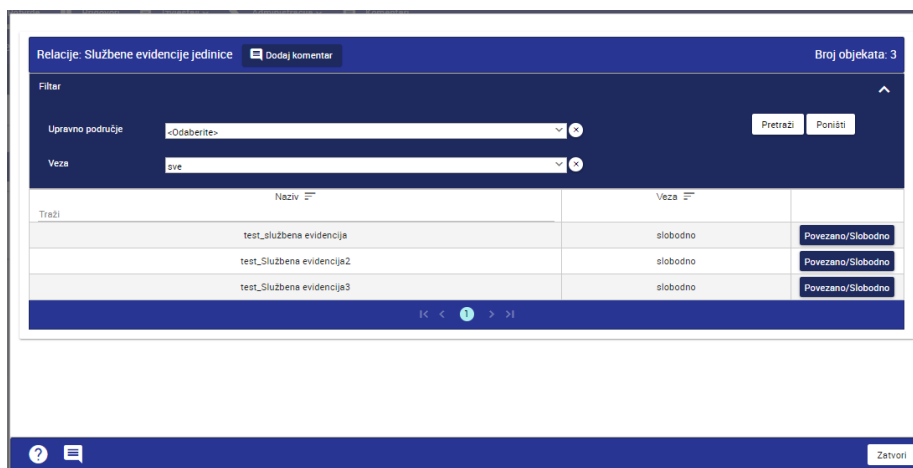 Relacije: Službene evidencije jedinice Dodaj komentar Broj objekata: 3
Filtar
Upravno područje <Odaberite> Pretraži Poništi
Veza sve
Naziv Veza
Traži
test_službena evidencija slobodno Povezano/Slobodno
test_Službena evidencija2 slobodno Povezano/Slobodno
test_Službena evidencija3 slobodno Povezano/Slobodno
1
Zatvori